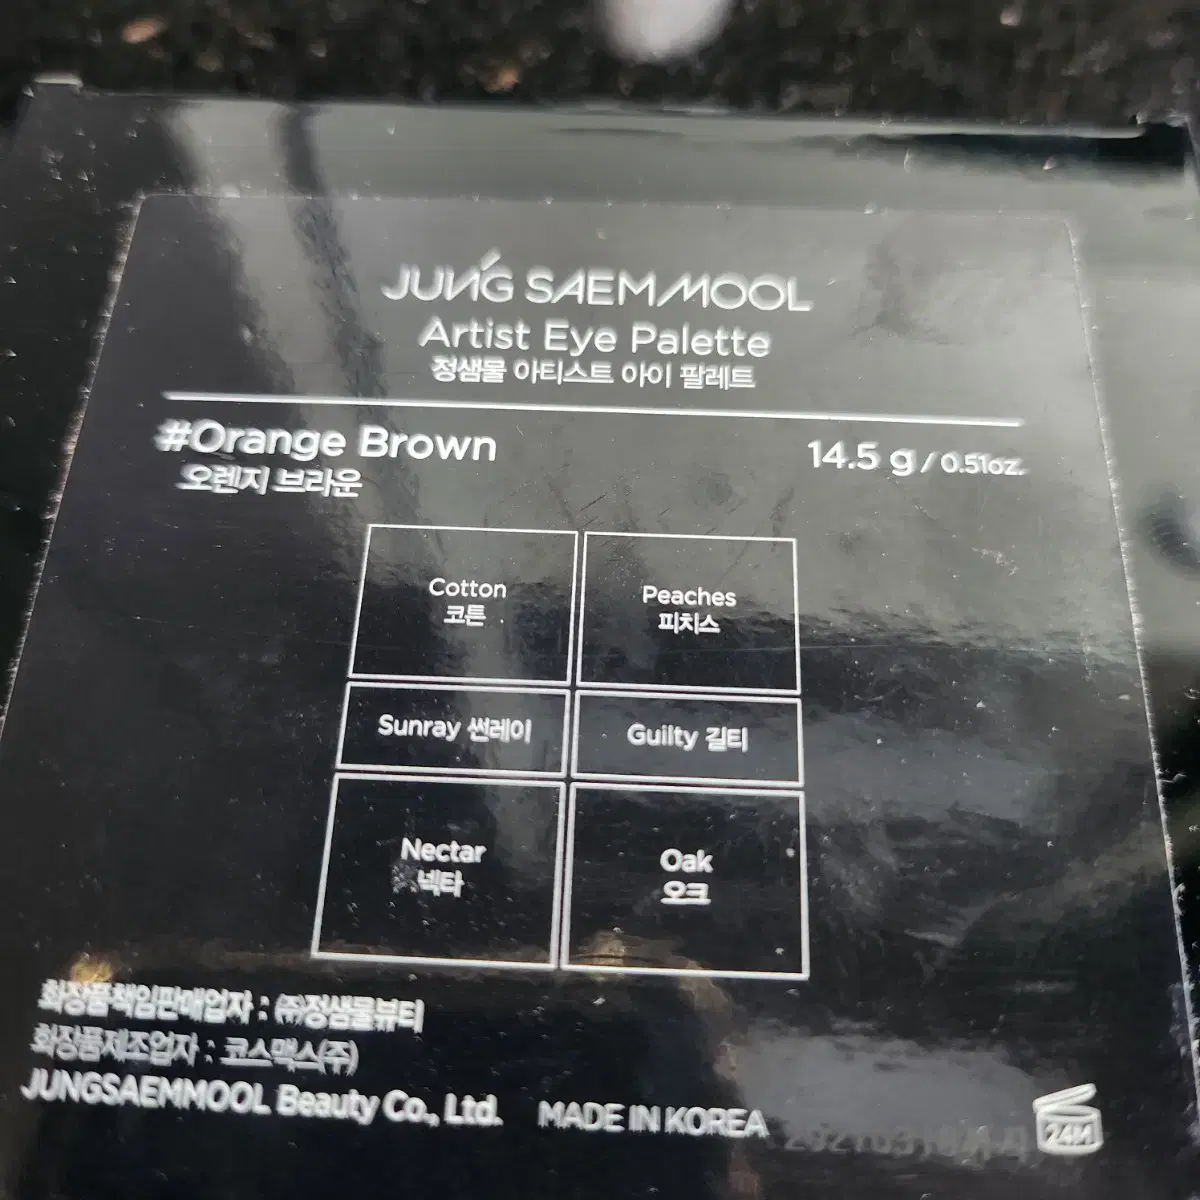 JUNG SAEM MOOL
Artist Eye Palette
정샘물 아티스트 아이 팔레트
#Orange Brown 14.5 g / 0.51oz.
오렌지 브라운
Cotton
코튼
Peaches
피치스
Sunray 썬레이
Guilty 길티
Nectar
넥타
Oak
오크
화장품책임판매업자 : ㈜정샘물뷰티
화장품제조업자 : 코스맥스(주)
JUNGSAEMMOOL Beauty Co., Ltd. MADE IN KOREA
24M